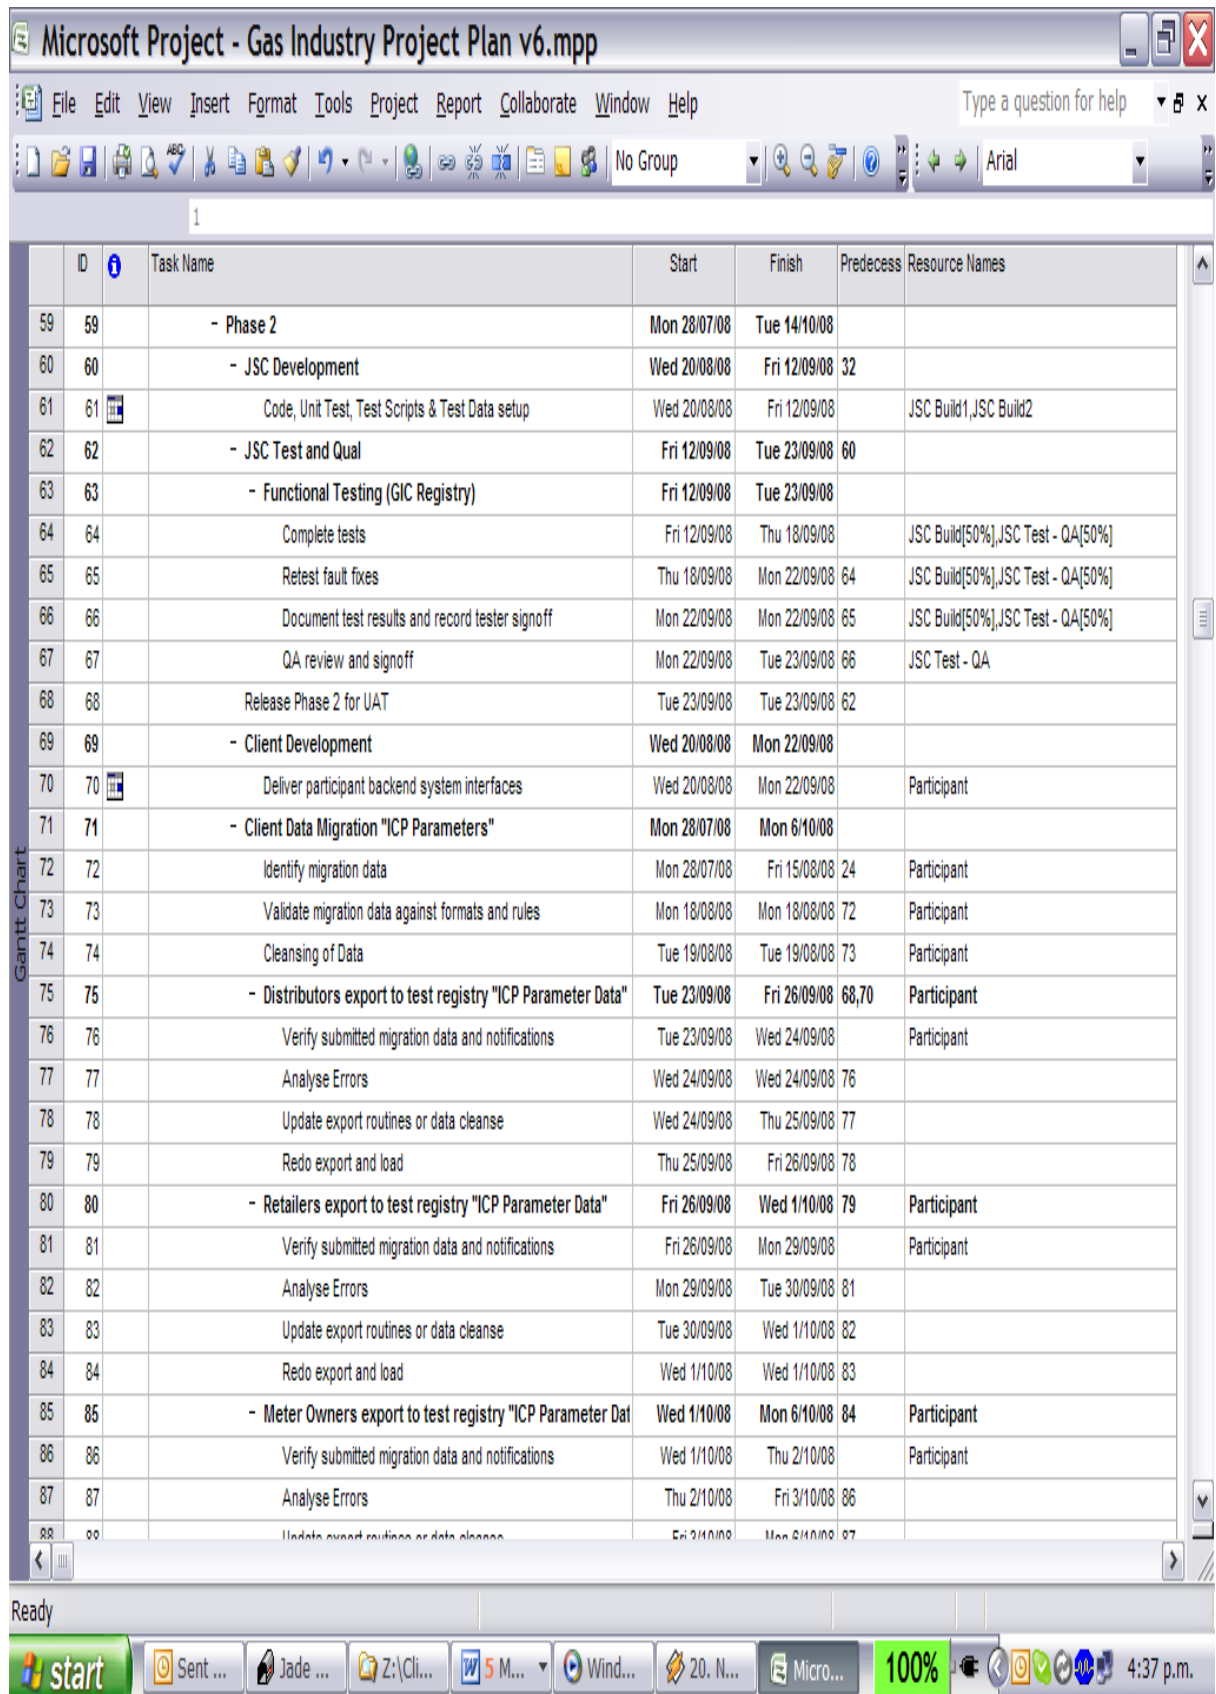 Microsoft Project - Gas Industry Project Plan v6.mpp
File Edit View Insert Format Tools Project Report Collaborate Window Help Type a question for help
ABC No Group Arial
1
ID Task Name Start Finish Predecess Resource Names
59 59 - Phase 2 Mon 28/07/08 Tue 14/10/08
60 60 - JSC Development Wed 20/08/08 Fri 12/09/08 32
61 61 Code, Unit Test, Test Scripts & Test Data setup Wed 20/08/08 Fri 12/09/08 JSC Build1,JSC Build2
62 62 - JSC Test and Qual Fri 12/09/08 Tue 23/09/08 60
63 63 - Functional Testing (GIC Registry) Fri 12/09/08 Tue 23/09/08
64 64 Complete tests Fri 12/09/08 Thu 18/09/08 JSC Build[50%],JSC Test - QA[50%]
65 65 Retest fault fixes Thu 18/09/08 Mon 22/09/08 64 JSC Build[50%],JSC Test - QA[50%]
66 66 Document test results and record tester signoff Mon 22/09/08 Mon 22/09/08 65 JSC Build[50%],JSC Test - QA[50%]
67 67 QA review and signoff Mon 22/09/08 Tue 23/09/08 66 JSC Test - QA
68 68 Release Phase 2 for UAT Tue 23/09/08 Tue 23/09/08 62
69 69 - Client Development Wed 20/08/08 Mon 22/09/08
70 70 Deliver participant backend system interfaces Wed 20/08/08 Mon 22/09/08 Participant
71 71 - Client Data Migration "ICP Parameters" Mon 28/07/08 Mon 6/10/08
72 72 Identify migration data Mon 28/07/08 Fri 15/08/08 24 Participant
73 73 Validate migration data against formats and rules Mon 18/08/08 Mon 18/08/08 72 Participant
74 74 Cleansing of Data Tue 19/08/08 Tue 19/08/08 73 Participant
75 75 - Distributors export to test registry "ICP Parameter Data" Tue 23/09/08 Fri 26/09/08 68,70 Participant
76 76 Verify submitted migration data and notifications Tue 23/09/08 Wed 24/09/08 Participant
77 77 Analyse Errors Wed 24/09/08 Wed 24/09/08 76
78 78 Update export routines or data cleanse Wed 24/09/08 Thu 25/09/08 77
79 79 Redo export and load Thu 25/09/08 Fri 26/09/08 78
80 80 - Retailers export to test registry "ICP Parameter Data" Fri 26/09/08 Wed 1/10/08 79 Participant
81 81 Verify submitted migration data and notifications Fri 26/09/08 Mon 29/09/08 Participant
82 82 Analyse Errors Mon 29/09/08 Tue 30/09/08 81
83 83 Update export routines or data cleanse Tue 30/09/08 Wed 1/10/08 82
84 84 Redo export and load Wed 1/10/08 Wed 1/10/08 83
85 85 - Meter Owners export to test registry "ICP Parameter Dat Wed 1/10/08 Mon 6/10/08 84 Participant
86 86 Verify submitted migration data and notifications Wed 1/10/08 Thu 2/10/08 Participant
87 87 Analyse Errors Thu 2/10/08 Fri 3/10/08 86
88 88 Update export routines or data cleanse Fri 3/10/08 Mon 6/10/08 87
Gantt Chart
Ready
start Sent ... Jade ... Z:\Cli... 5 M... Wind... 20. N... Micro... 100% 4:37 p.m.